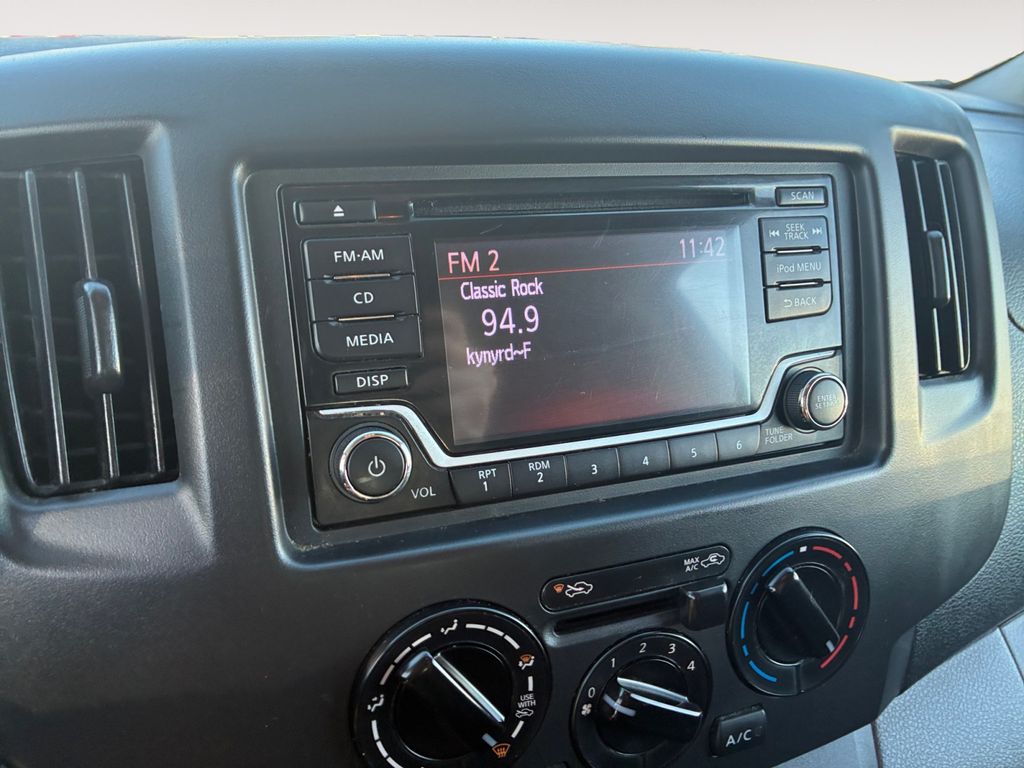 SCAN
FM·AM
CD
MEDIA
DISP
FM 2 11:42
Classic Rock
94.9
kynyrd~F
SEEK
TRACK
iPod MENU
BACK
ENTER
SETTING
TUNE
FOLDER
VOL
RPT
1
RDM
2
3
4
5
6
MAX
A/C
USE
WITH
0 1 2 3 4
A/C